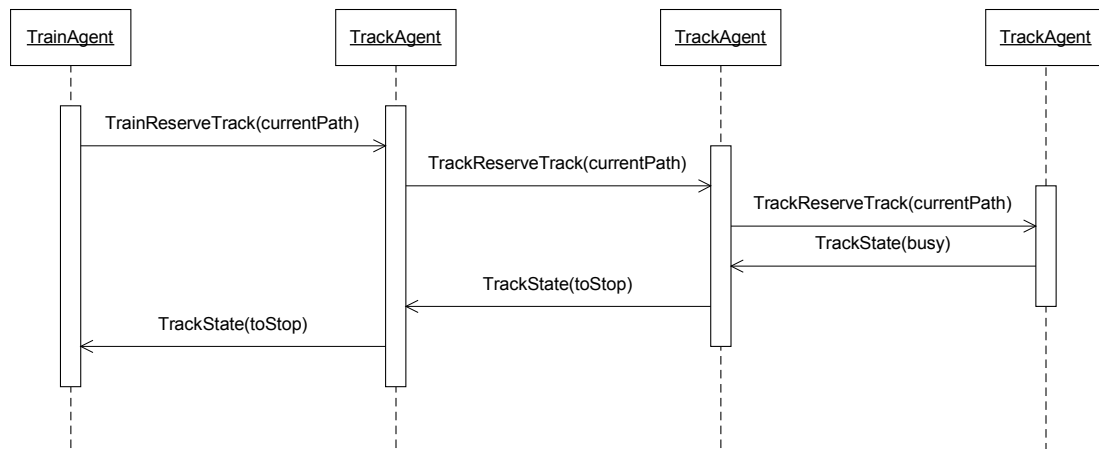 TrainAgent
TrackAgent
TrackAgent
TrackAgent
TrainReserveTrack(currentPath)
TrackReserveTrack(currentPath)
TrackReserveTrack(currentPath)
TrackState(busy)
TrackState(toStop)
TrackState(toStop)